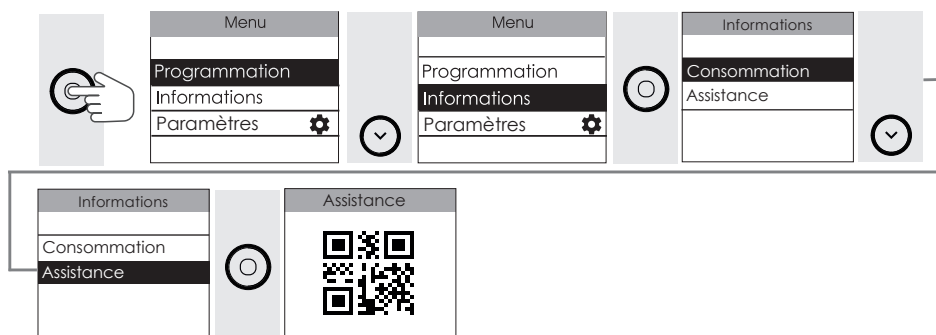 Menu
Programmation
Informations
Paramètres
Menu
Programmation
Informations
Paramètres
Informations
Consommation
Assistance
Informations
Consommation
Assistance
Assistance